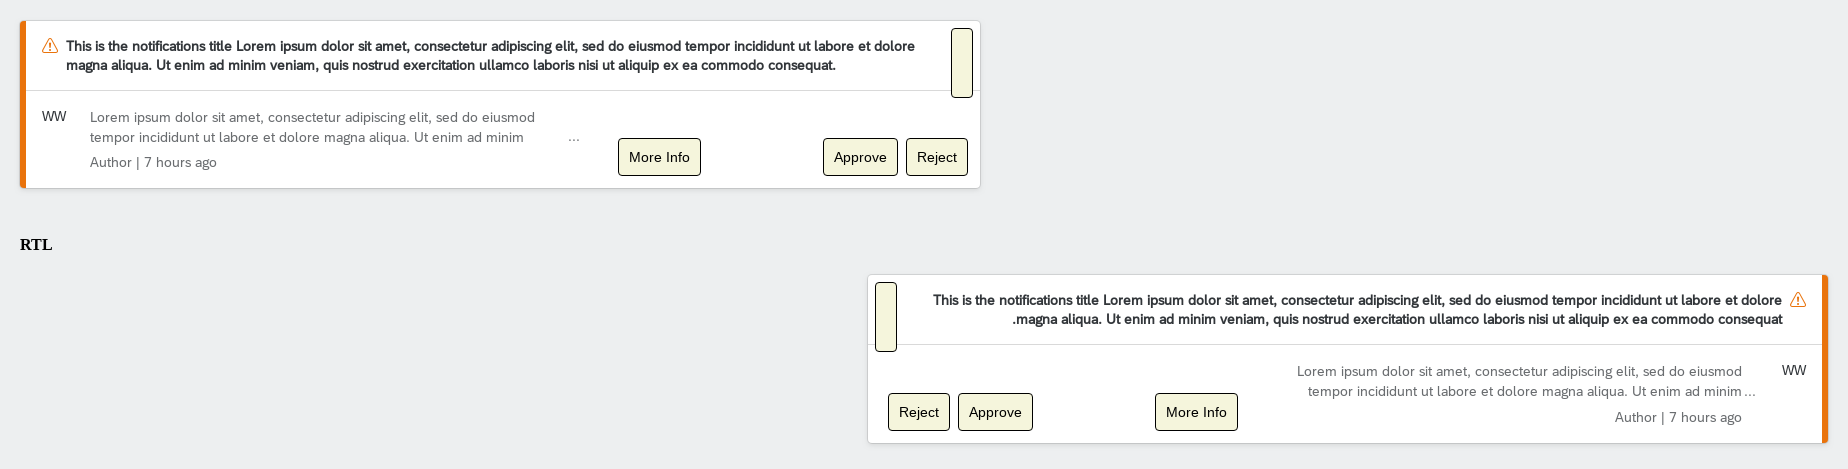 This is the notifications title Lorem ipsum dolor sit amet, consectetur adipiscing elit, sed do eiusmod tempor incididunt ut labore et dolore
magna aliqua. Ut enim ad minim veniam, quis nostrud exercitation ullamco laboris nisi ut aliquip ex ea commodo consequat.
WW
Lorem ipsum dolor sit amet, consectetur adipiscing elit, sed do eiusmod
tempor incididunt ut labore et dolore magna aliqua. Ut enim ad minim ...
Author | 7 hours ago
More Info
Approve
Reject
RTL
This is the notifications title Lorem ipsum dolor sit amet, consectetur adipiscing elit, sed do eiusmod tempor incididunt ut labore et dolore
.magna aliqua. Ut enim ad minim veniam, quis nostrud exercitation ullamco laboris nisi ut aliquip ex ea commodo consequat
WW
Lorem ipsum dolor sit amet, consectetur adipiscing elit, sed do eiusmod
tempor incididunt ut labore et dolore magna aliqua. Ut enim ad minim ...
Author | 7 hours ago
Reject
Approve
More Info